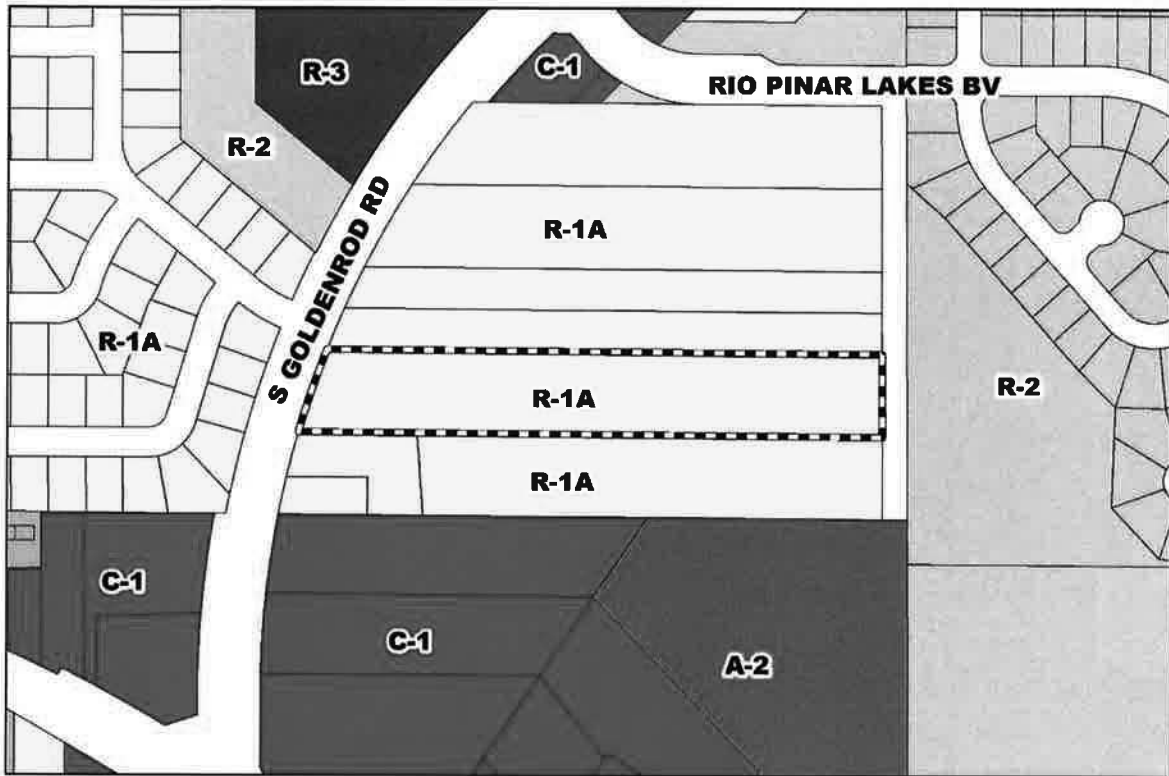 R-3
C-1
RIO PINAR LAKES BV
R-2
R-1A
S GOLDENROD RD
R-1A
R-1A
R-2
R-1A
C-1
C-1
A-2